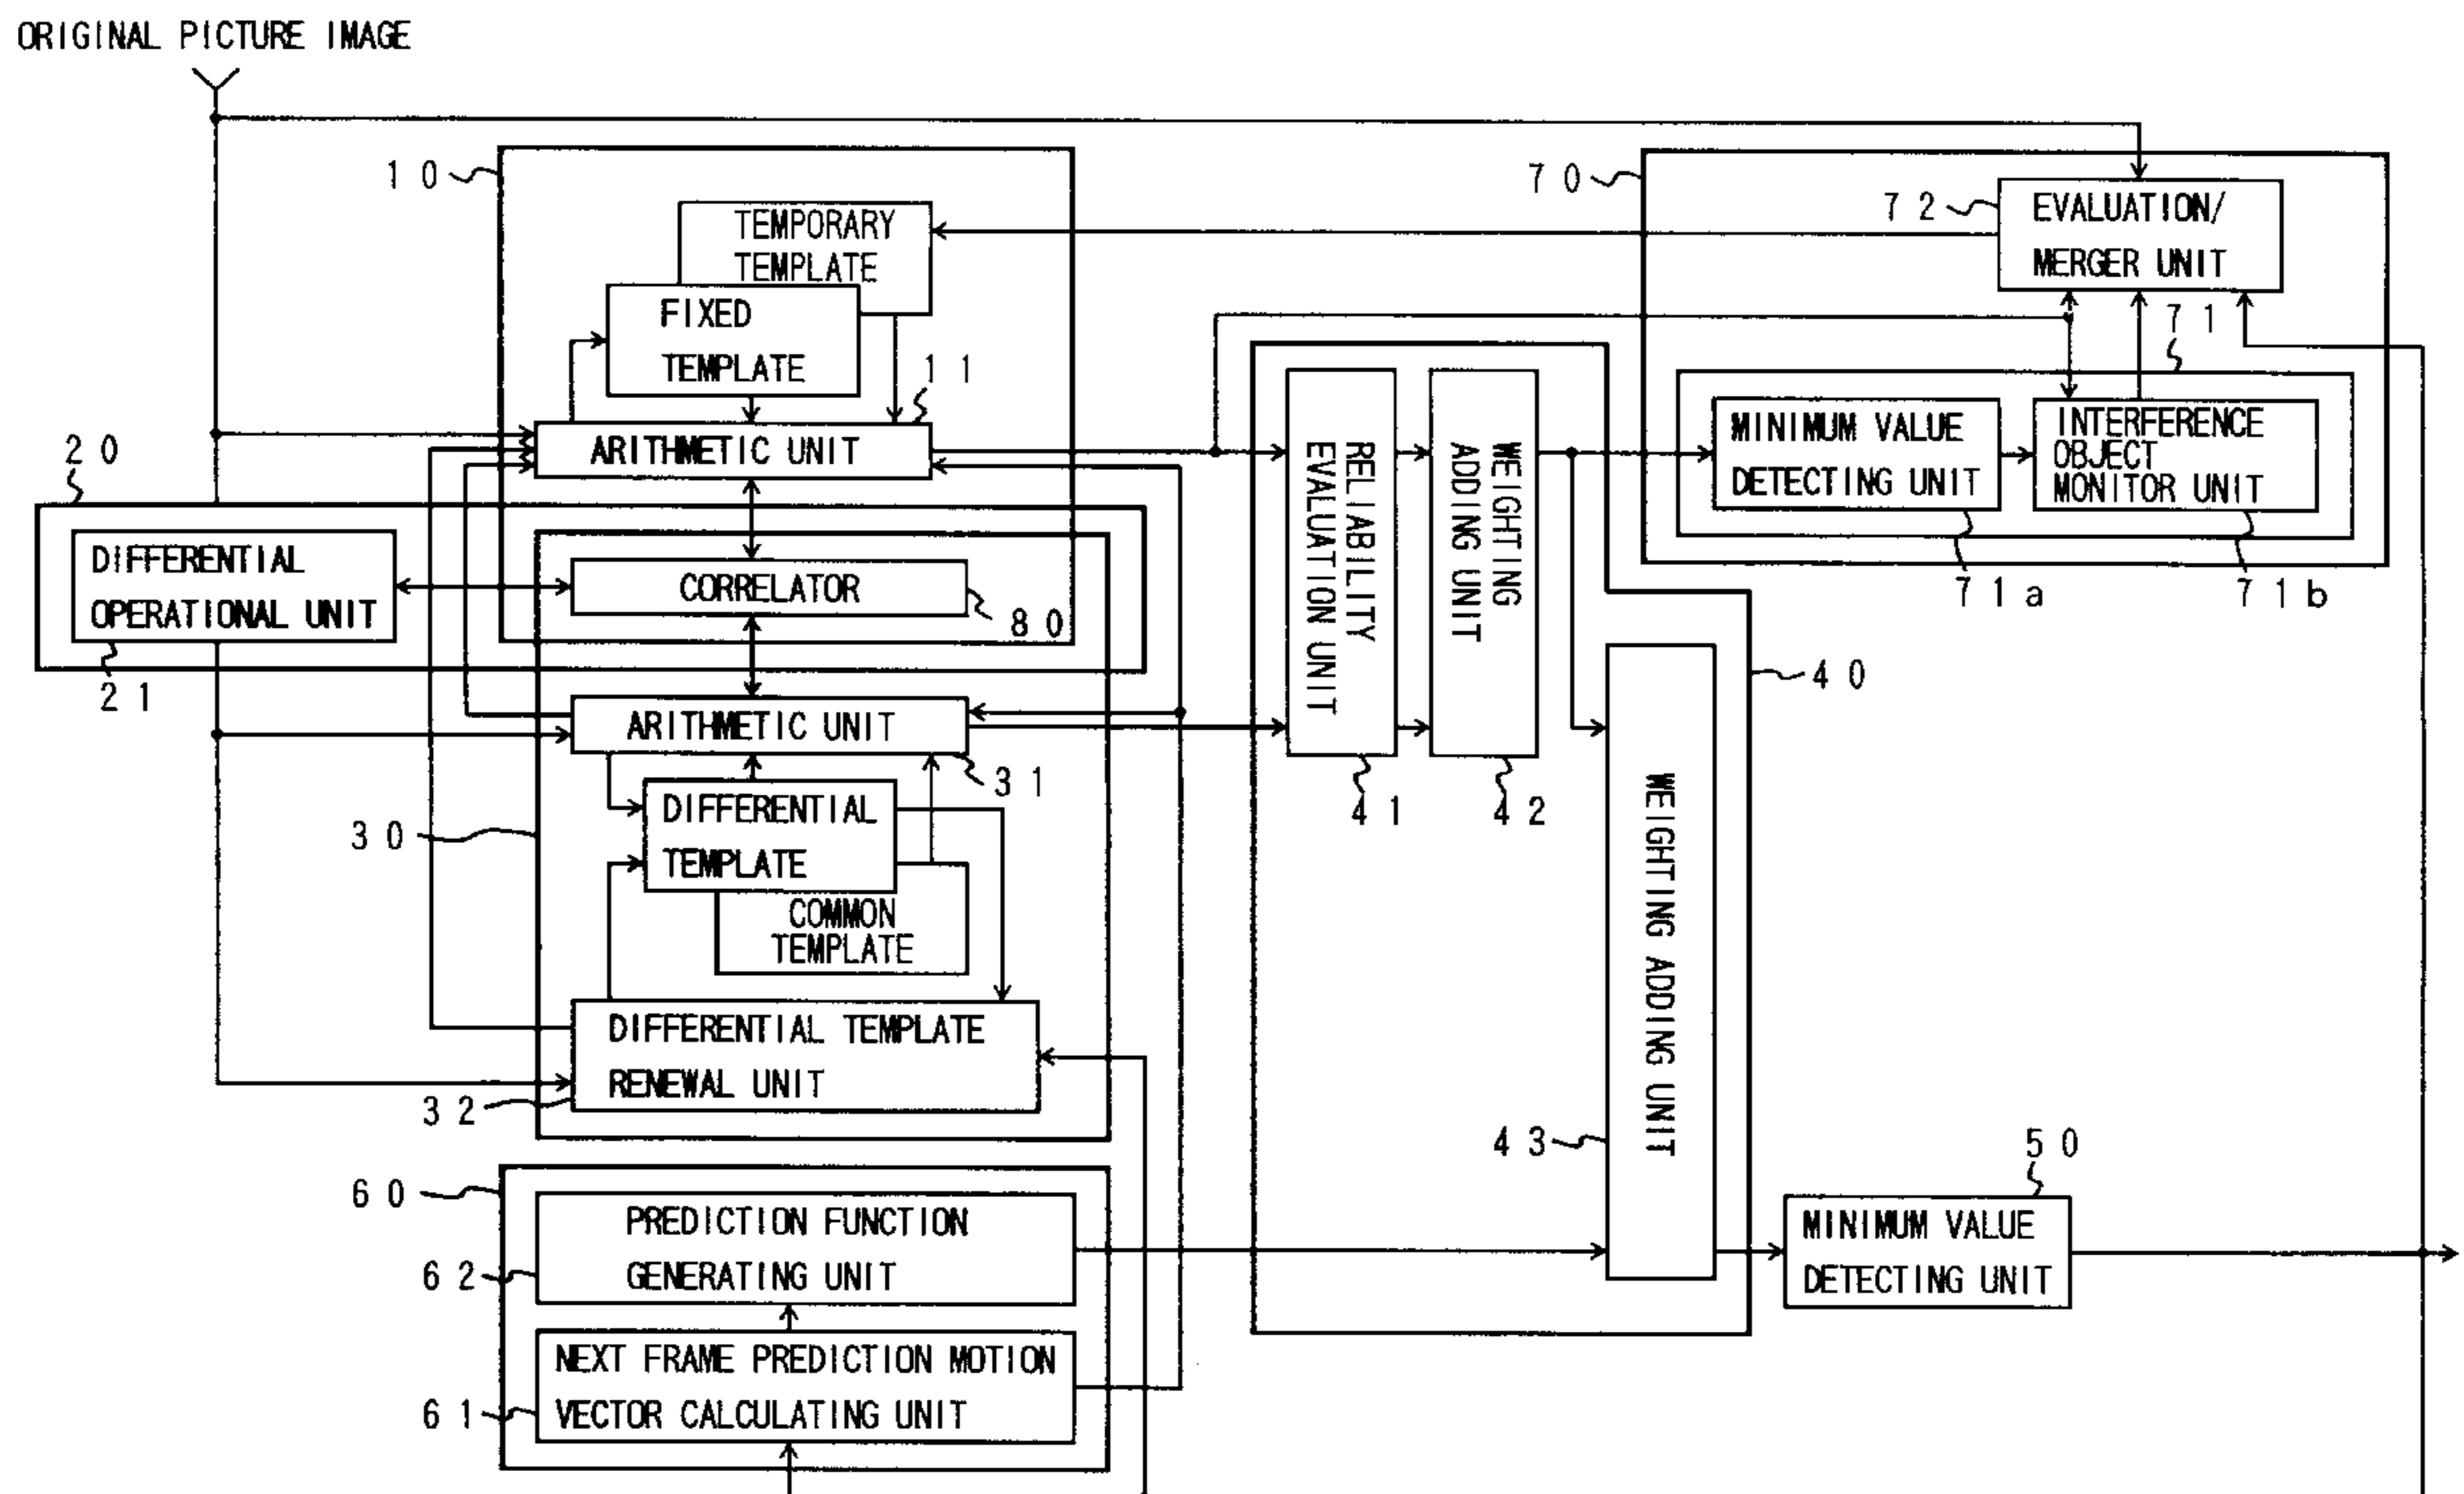 ORIGINAL PICTURE IMAGE
10
TEMPORARY
TEMPLATE
FIXED
TEMPLATE
11
ARITHMETIC UNIT
20
DIFFERENTIAL
OPERATIONAL UNIT
21
CORRELATOR
80
ARITHMETIC UNIT
31
30
DIFFERENTIAL
TEMPLATE
COMMON
TEMPLATE
DIFFERENTIAL TEMPLATE
RENEWAL UNIT
32
60
PREDICTION FUNCTION
GENERATING UNIT
62
NEXT FRAME PREDICTION MOTION
VECTOR CALCULATING UNIT
61
RELIABILITY
EVALUATION UNIT
41
WEIGHTING
ADDING UNIT
42
40
WEIGHTING ADDING UNIT
43
70
72
EVALUATION/
MERGER UNIT
71
MINIMUM VALUE
DETECTING UNIT
71a
INTERFERENCE
OBJECT
MONITOR UNIT
71b
50
MINIMUM VALUE
DETECTING UNIT